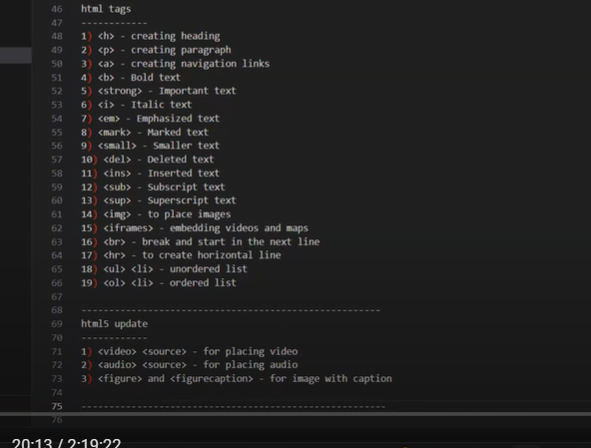 46 html tags
47 ------------
48 1) <h> - creating heading
49 2) <p> - creating paragraph
50 3) <a> - creating navigation links
51 4) <b> - Bold text
52 5) <strong> - Important text
53 6) <i> - Italic text
54 7) <em> - Emphasized text
55 8) <mark> - Marked text
56 9) <small> - Smaller text
57 10) <del> - Deleted text
58 11) <ins> - Inserted text
59 12) <sub> - Subscript text
60 13) <sup> - Superscript text
61 14) <img> - to place images
62 15) <iframes> - embedding videos and maps
63 16) <br> - break and start in the next line
64 17) <hr> - to create horizontal line
65 18) <ul> <li> - unordered list
66 19) <ol> <li> - ordered list
67
68 ------------------------------------------------------
69 html5 update
70 ------------
71 1) <video> <source> - for placing video
72 2) <audio> <source> - for placing audio
73 3) <figure> and <figurecaption> - for image with caption
74
75 -------------------------------------------------------
76
20:13 / 2:19:22